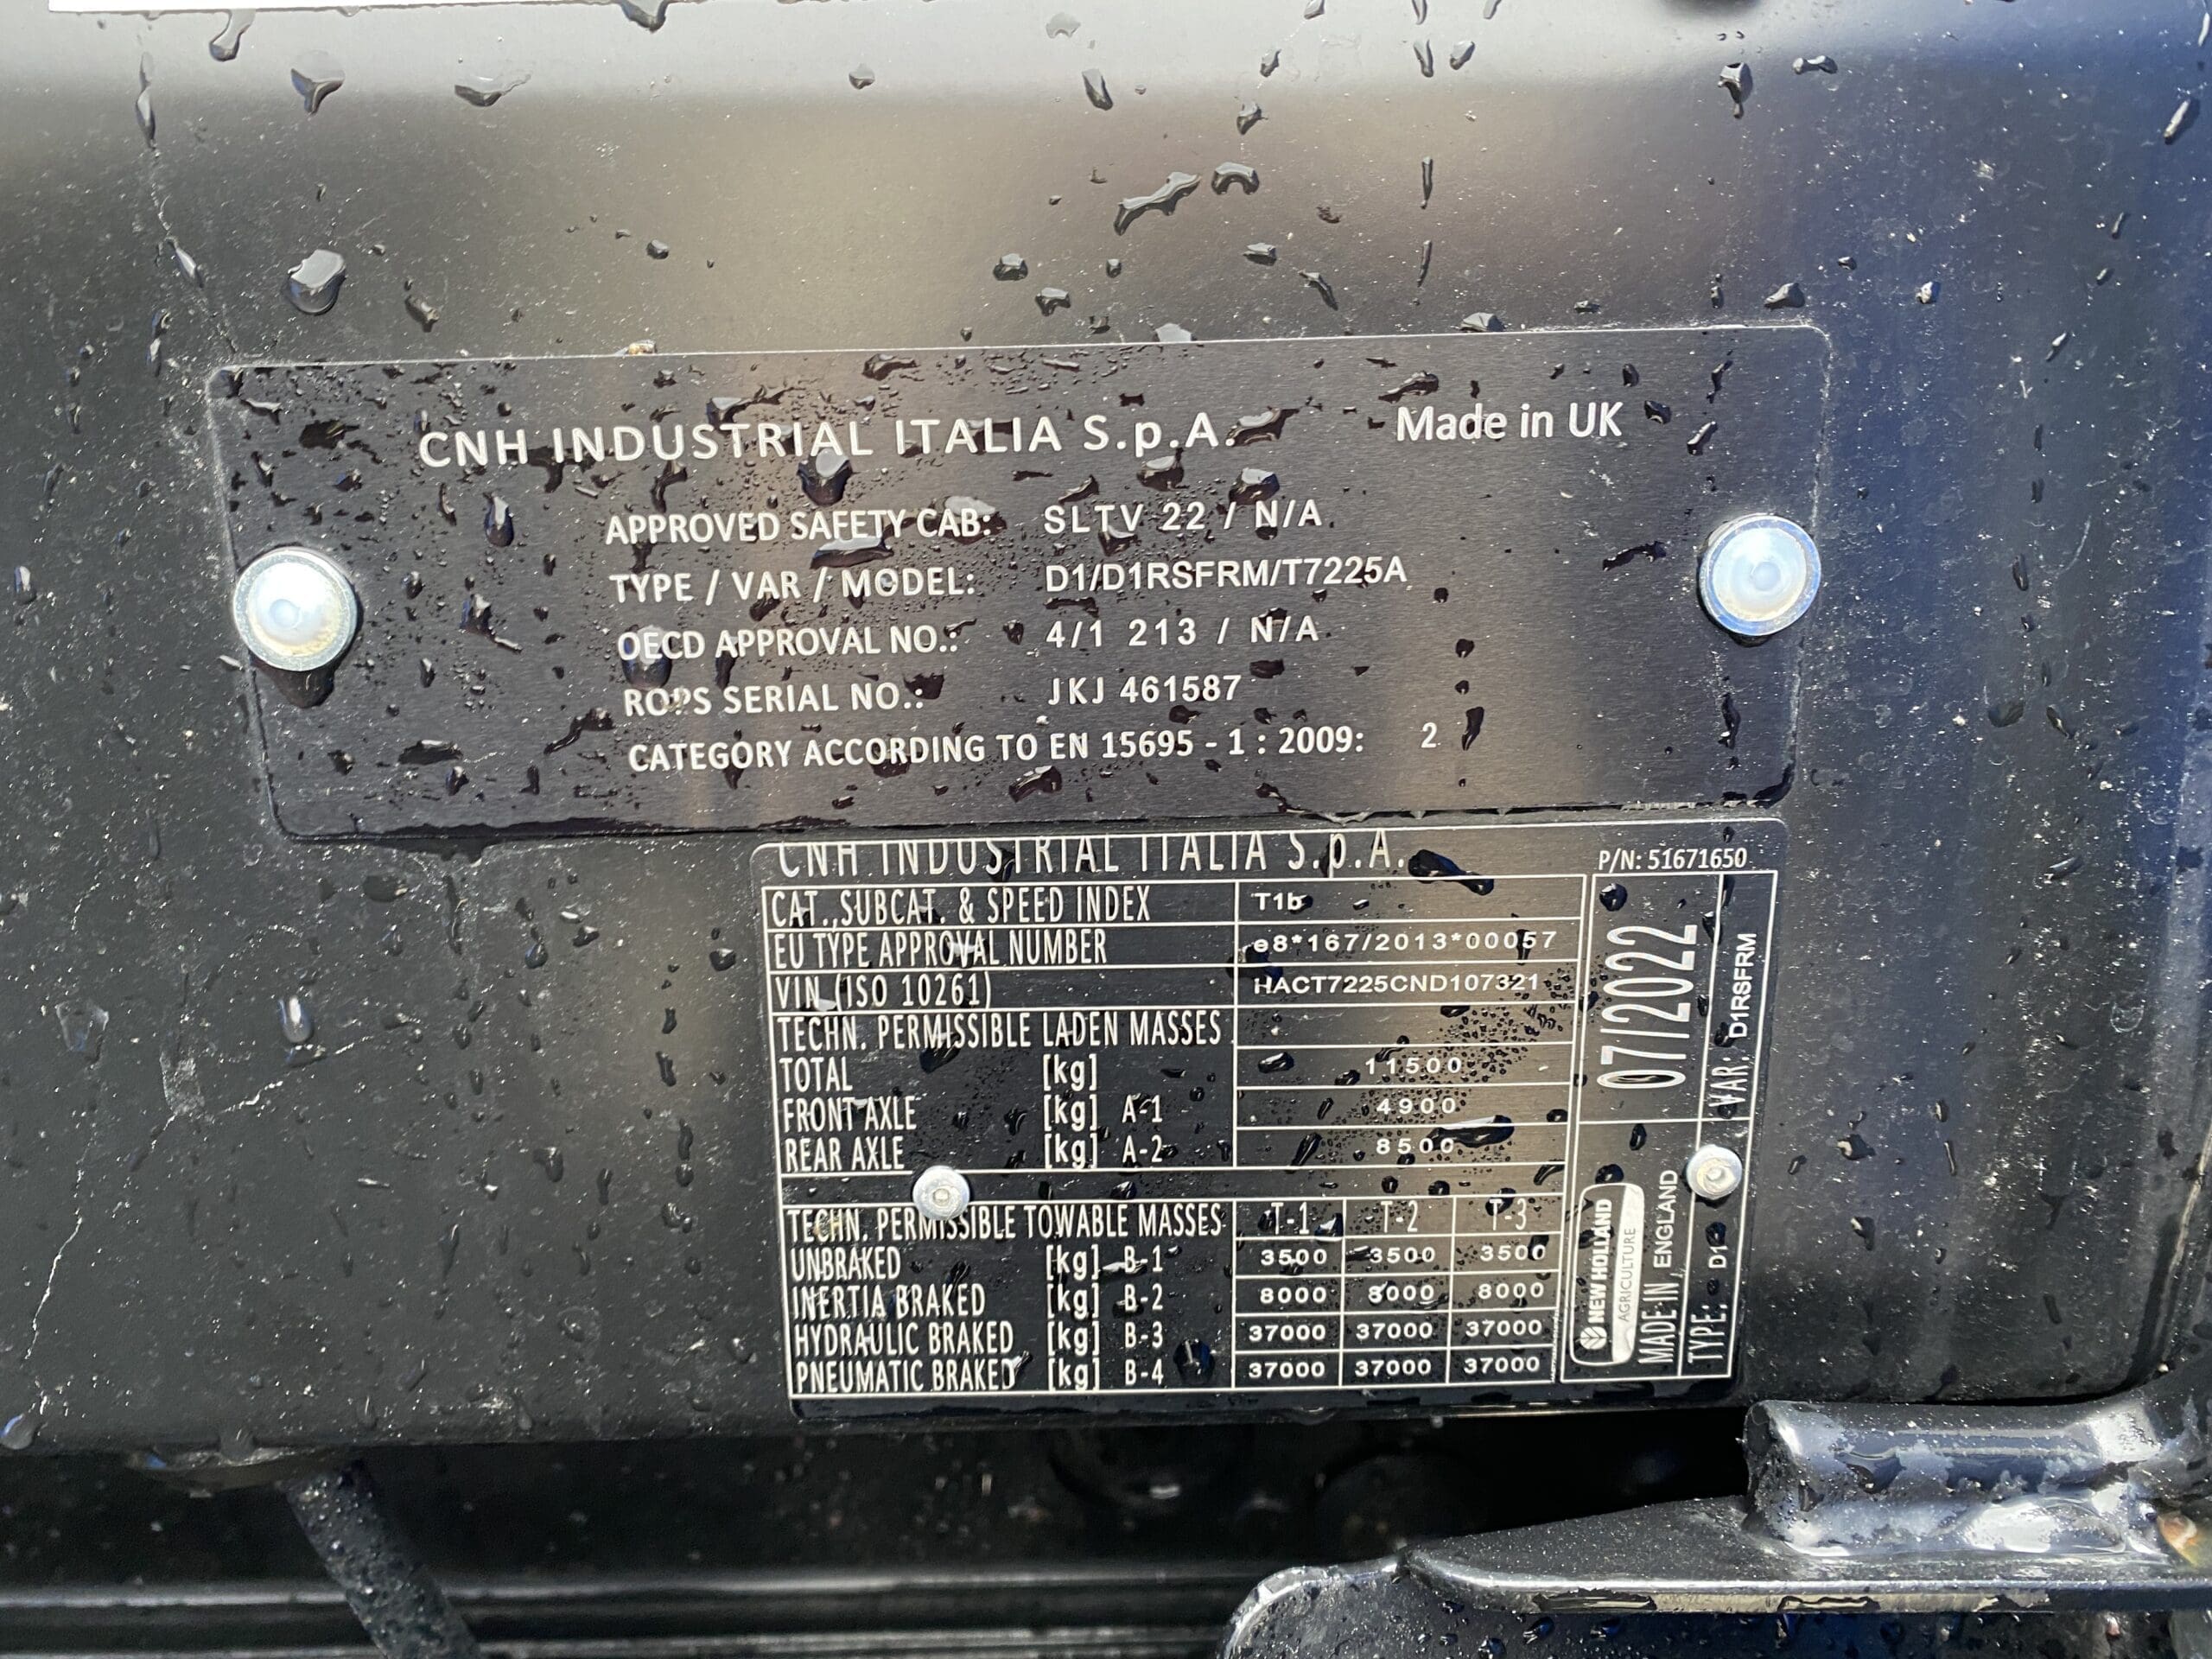 CNH INDUSTRIAL ITALIA S.p.A. Made in UK
APPROVED SAFETY CAB: SLTV 22 / N/A
TYPE / VAR / MODEL: D1/D1RSFRM/T7225A
OECD APPROVAL NO.: 4/1 213 / N/A
ROPS SERIAL NO.: JKJ 461587
CATEGORY ACCORDING TO EN 15695 - 1 : 2009: 2
CNH INDUSTRIAL ITALIA S.p.A. P/N: 51671650
CAT.,SUBCAT. & SPEED INDEX T1b
EU TYPE APPROVAL NUMBER e8*167/2013*00057
VIN (ISO 10261) HACT7225CND107321
TECHN. PERMISSIBLE LADEN MASSES
TOTAL [kg] 11500
FRONT AXLE [kg] A-1 4900
REAR AXLE [kg] A-2 8500
TECHN. PERMISSIBLE TOWABLE MASSES T-1 T-2 T-3
UNBRAKED [kg] B-1 3500 3500 3500
INERTIA BRAKED [kg] B-2 8000 8000 8000
HYDRAULIC BRAKED [kg] B-3 37000 37000 37000
PNEUMATIC BRAKED [kg] B-4 37000 37000 37000
07/2022
VAR: D1RSFRM
NEW HOLLAND
AGRICULTURE
MADE IN ENGLAND
TYPE: D1